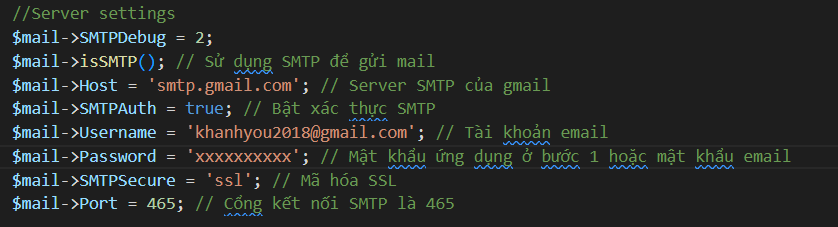 //Server settings
$mail->SMTPDebug = 2;
$mail->isSMTP(); // Sử dụng SMTP để gửi mail
$mail->Host = 'smtp.gmail.com'; // Server SMTP của gmail
$mail->SMTPAuth = true; // Bật xác thực SMTP
$mail->Username = 'khanhyou2018@gmail.com'; // Tài khoản email
$mail->Password = 'xxxxxxxxxx'; // Mật khẩu ứng dụng ở bước 1 hoặc mật khẩu email
$mail->SMTPSecure = 'ssl'; // Mã hóa SSL
$mail->Port = 465; // Cổng kết nối SMTP là 465